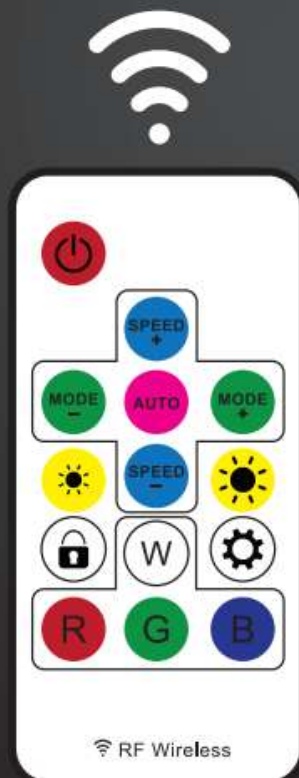 SPEED
+
MODE
-
AUTO
MODE
+
SPEED
-
W
R G B
RF Wireless